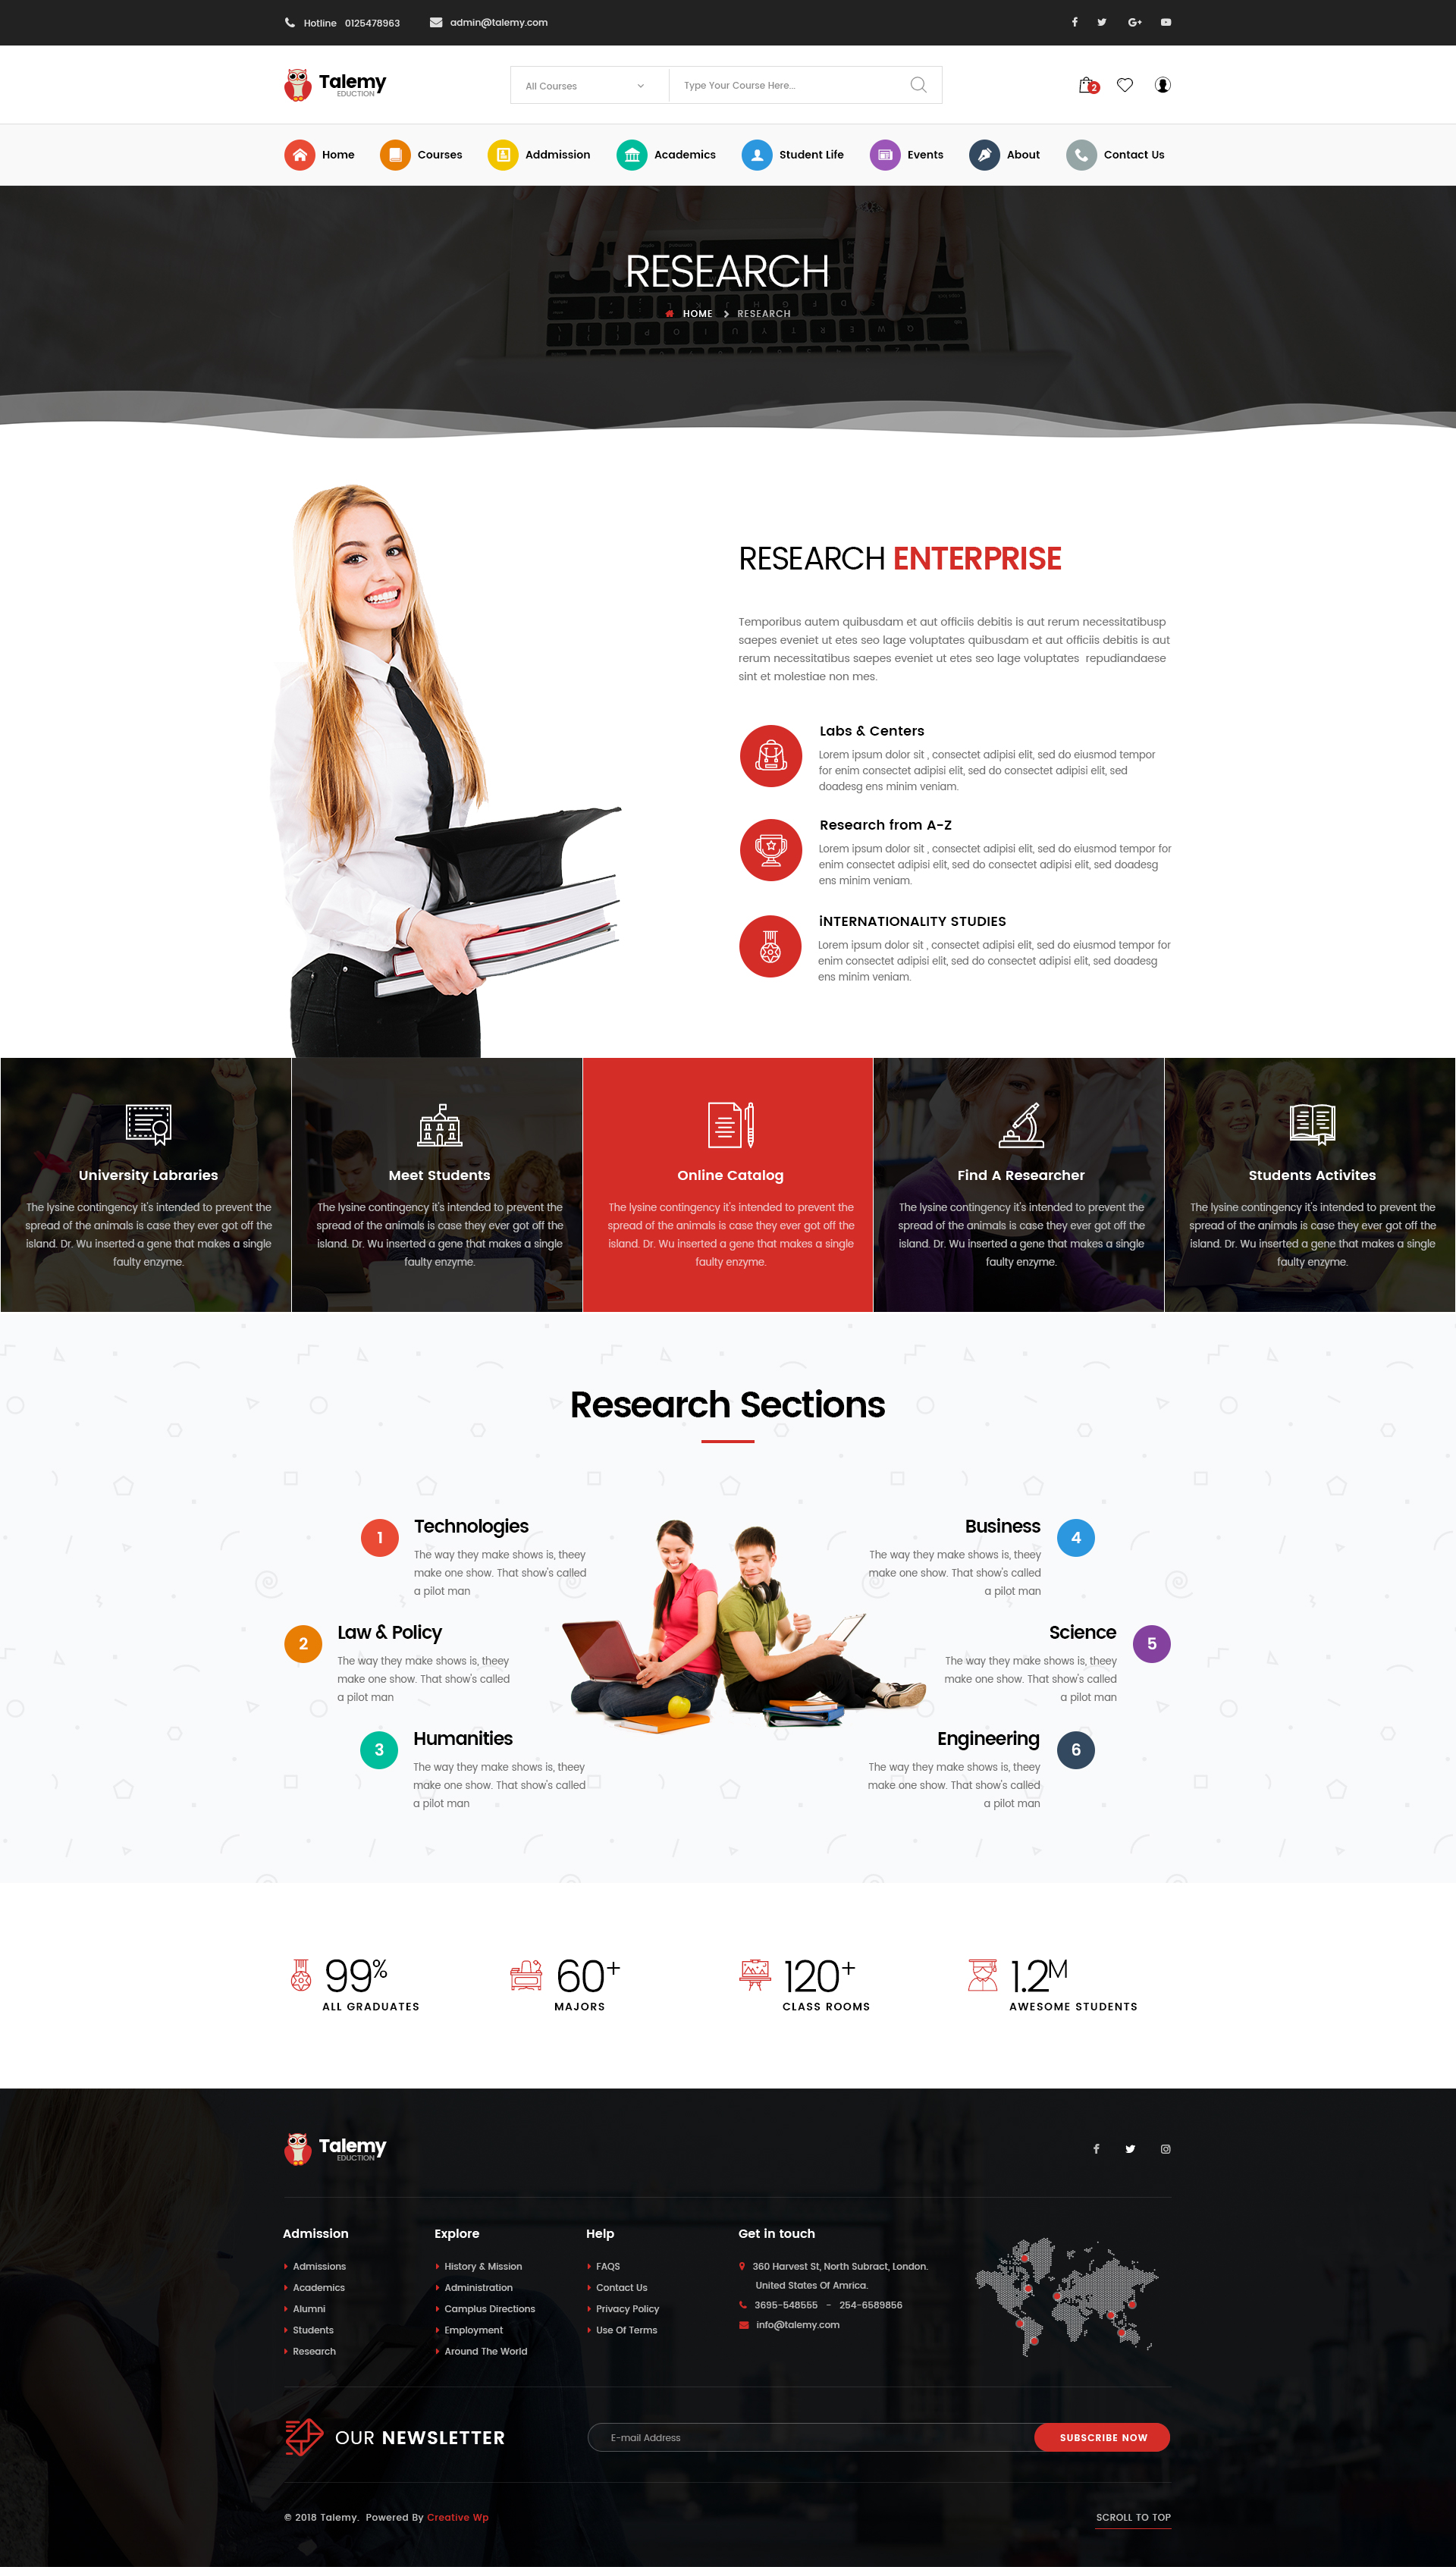 Hotline 0125478963 admin@talemy.com
Talemy
EDUCTION
All Courses
Type Your Course Here...
2
Home
Courses
Addmission
Academics
Student Life
Events
About
Contact Us
RESEARCH
HOME RESEARCH
RESEARCH ENTERPRISE
Temporibus autem quibusdam et aut officiis debitis is aut rerum necessitatibusp
saepes eveniet ut etes seo lage voluptates quibusdam et aut officiis debitis is aut
rerum necessitatibus saepes eveniet ut etes seo lage voluptates repudiandaese
sint et molestiae non mes.
Labs & Centers
Lorem ipsum dolor sit , consectet adipisi elit, sed do eiusmod tempor
for enim consectet adipisi elit, sed do consectet adipisi elit, sed
doadesg ens minim veniam.
Research from A-Z
Lorem ipsum dolor sit , consectet adipisi elit, sed do eiusmod tempor for
enim consectet adipisi elit, sed do consectet adipisi elit, sed doadesg
ens minim veniam.
iNTERNATIONALITY STUDIES
Lorem ipsum dolor sit , consectet adipisi elit, sed do eiusmod tempor for
enim consectet adipisi elit, sed do consectet adipisi elit, sed doadesg
ens minim veniam.
University Labraries
The lysine contingency it's intended to prevent the
spread of the animals is case they ever got off the
island. Dr. Wu inserted a gene that makes a single
faulty enzyme.
Meet Students
The lysine contingency it's intended to prevent the
spread of the animals is case they ever got off the
island. Dr. Wu inserted a gene that makes a single
faulty enzyme.
Online Catalog
The lysine contingency it's intended to prevent the
spread of the animals is case they ever got off the
island. Dr. Wu inserted a gene that makes a single
faulty enzyme.
Find A Researcher
The lysine contingency it's intended to prevent the
spread of the animals is case they ever got off the
island. Dr. Wu inserted a gene that makes a single
faulty enzyme.
Students Activites
The lysine contingency it's intended to prevent the
spread of the animals is case they ever got off the
island. Dr. Wu inserted a gene that makes a single
faulty enzyme.
Research Sections
1
Technologies
The way they make shows is, theey
make one show. That show's called
a pilot man
2
Law & Policy
The way they make shows is, theey
make one show. That show's called
a pilot man
3
Humanities
The way they make shows is, theey
make one show. That show's called
a pilot man
Business
4
The way they make shows is, theey
make one show. That show's called
a pilot man
Science
5
The way they make shows is, theey
make one show. That show's called
a pilot man
Engineering
6
The way they make shows is, theey
make one show. That show's called
a pilot man
99%
ALL GRADUATES
60+
MAJORS
120+
CLASS ROOMS
1.2M
AWESOME STUDENTS
Talemy
EDUCTION
Admission
Admissions
Academics
Alumni
Students
Research
Explore
History & Mission
Administration
Camplus Directions
Employment
Around The World
Help
FAQS
Contact Us
Privacy Policy
Use Of Terms
Get in touch
360 Harvest St, North Subract, London.
United States Of Amrica.
3695-548555 - 254-6589856
info@talemy.com
OUR NEWSLETTER
E-mail Address
SUBSCRIBE NOW
© 2018 Talemy. Powered By Creative Wp
SCROLL TO TOP